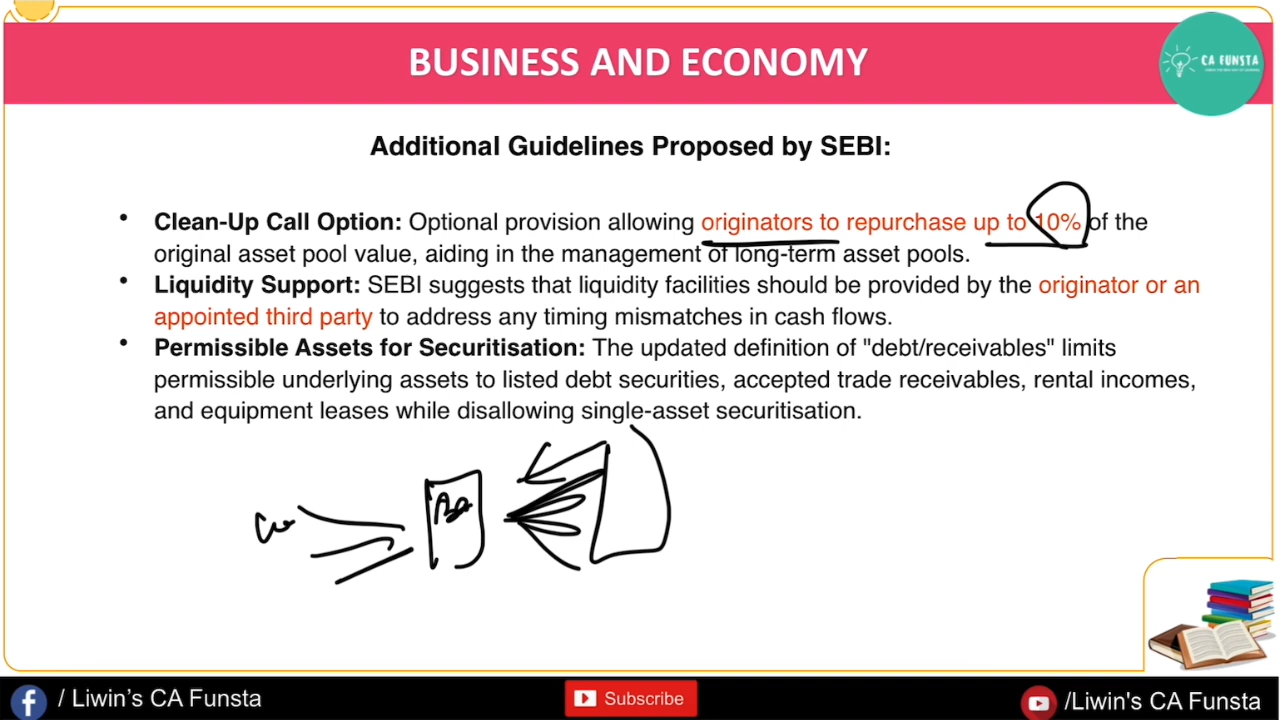 BUSINESS AND ECONOMY
CA FUNSTA
Additional Guidelines Proposed by SEBI:
• Clean-Up Call Option: Optional provision allowing originators to repurchase up to 10% of the
original asset pool value, aiding in the management of long-term asset pools.
• Liquidity Support: SEBI suggests that liquidity facilities should be provided by the originator or an
appointed third party to address any timing mismatches in cash flows.
• Permissible Assets for Securitisation: The updated definition of "debt/receivables" limits
permissible underlying assets to listed debt securities, accepted trade receivables, rental incomes,
and equipment leases while disallowing single-asset securitisation.
/ Liwin's CA Funsta
Subscribe
/Liwin's CA Funsta